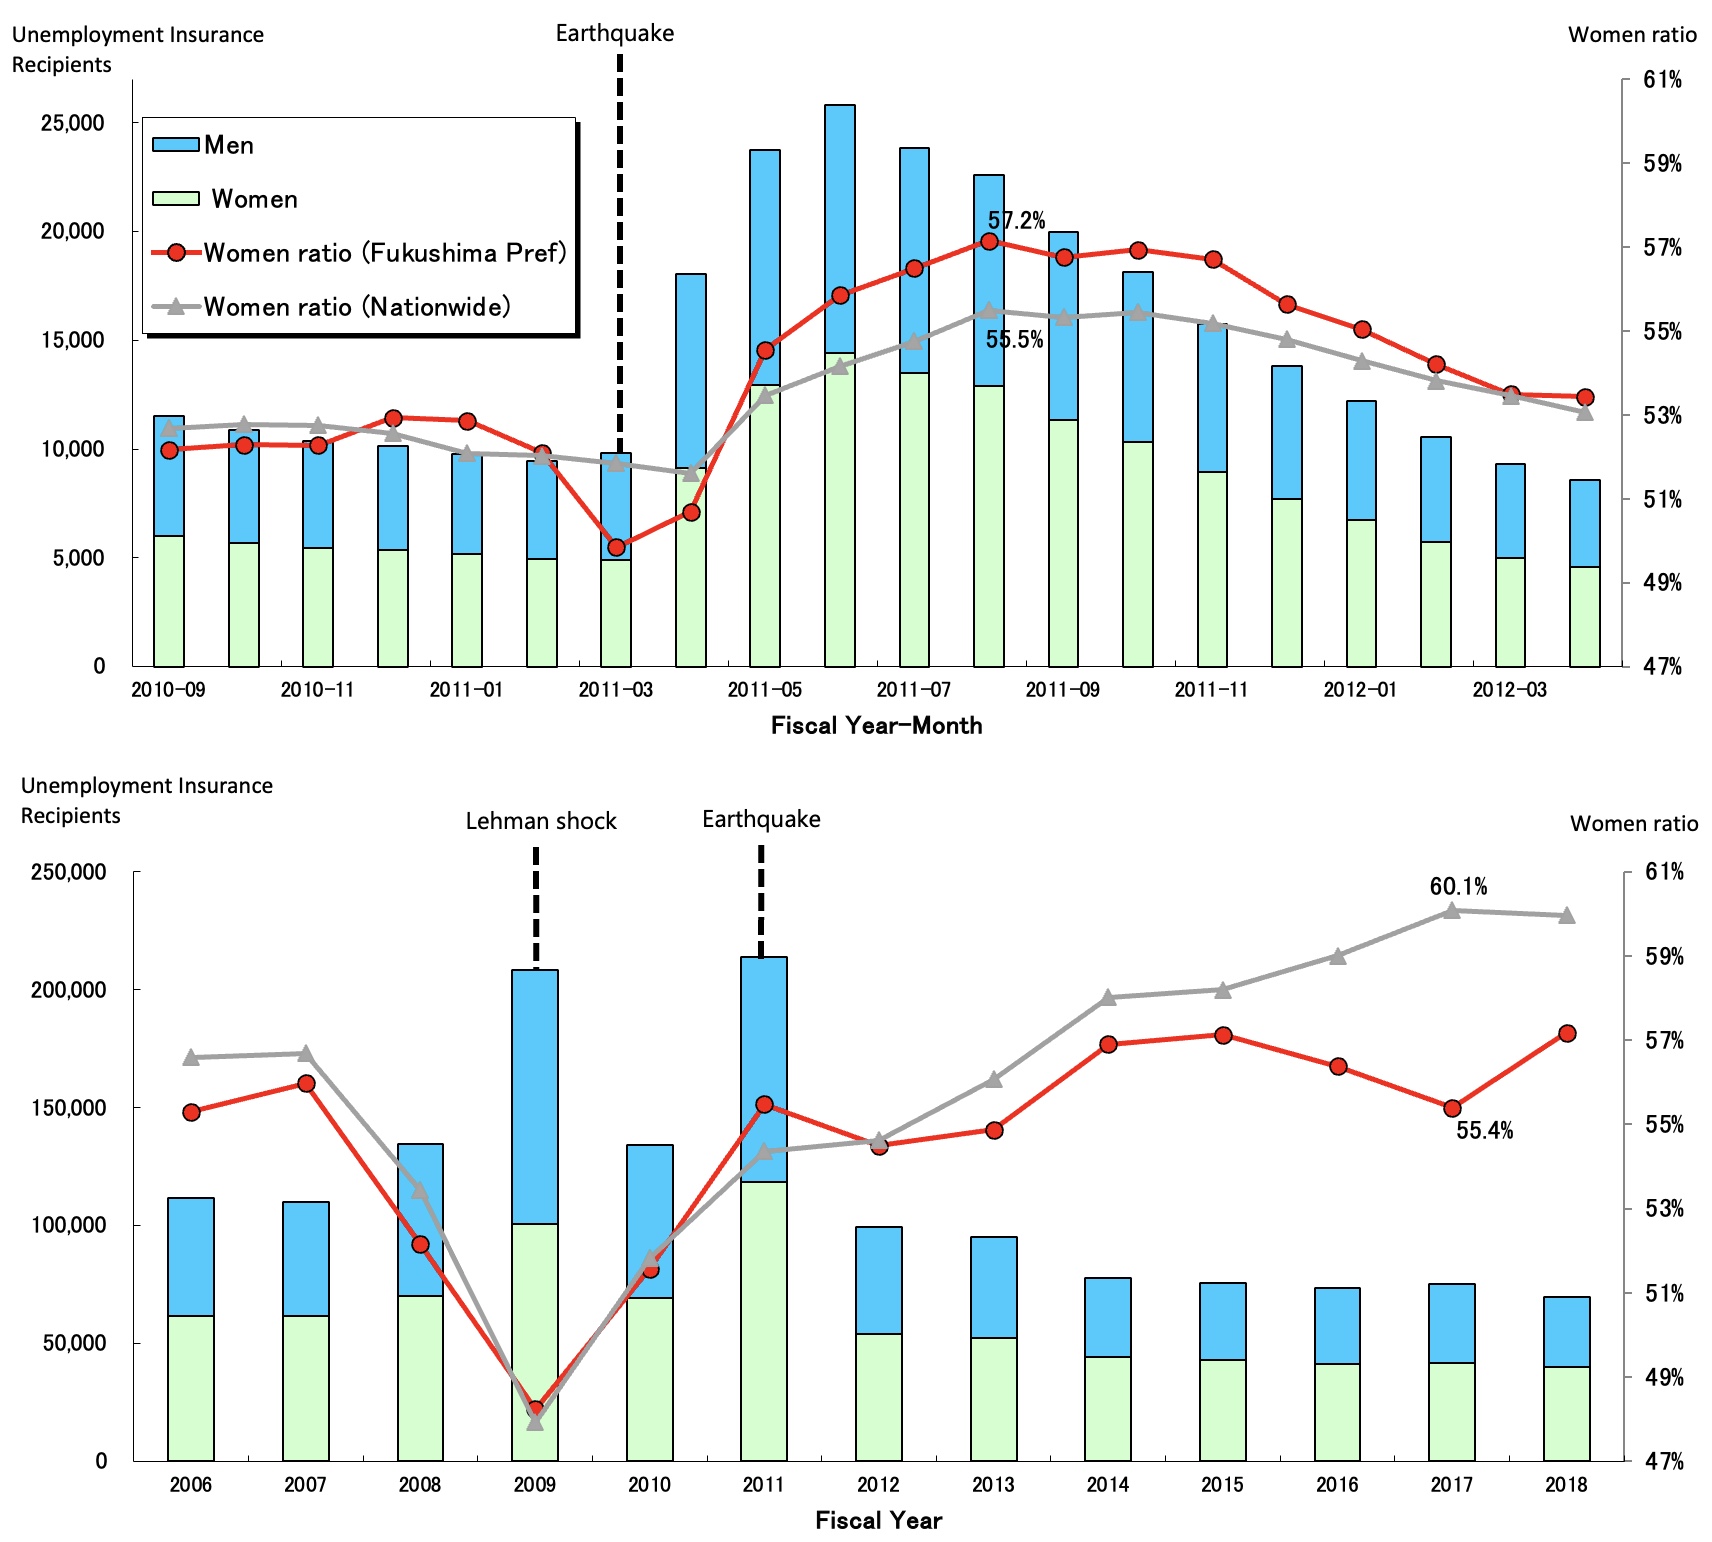 Unemployment Insurance
Recipients
Earthquake
Women ratio
25,000
20,000
15,000
10,000
5,000
0
Men
Women
Women ratio (Fukushima Pref)
Women ratio (Nationwide)
57.2%
55.5%
61%
59%
57%
55%
53%
51%
49%
47%
2010-09 2010-11 2011-01 2011-03 2011-05 2011-07 2011-09 2011-11 2012-01 2012-03
Fiscal Year-Month
Unemployment Insurance
Recipients
Lehman shock
Earthquake
Women ratio
250,000
200,000
150,000
100,000
50,000
0
60.1%
55.4%
61%
59%
57%
55%
53%
51%
49%
47%
2006 2007 2008 2009 2010 2011 2012 2013 2014 2015 2016 2017 2018
Fiscal Year